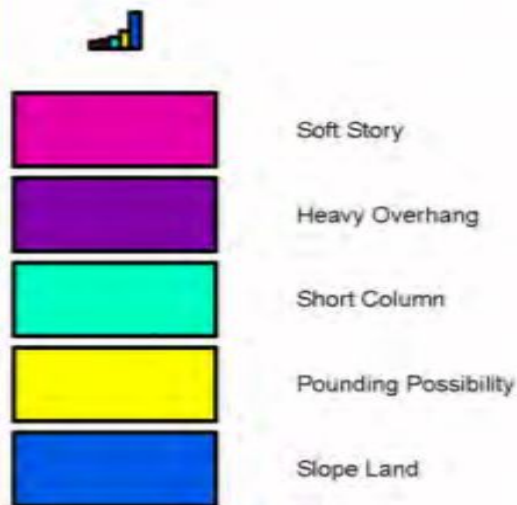 Soft Story
Heavy Overhang
Short Column
Pounding Possibility
Slope Land